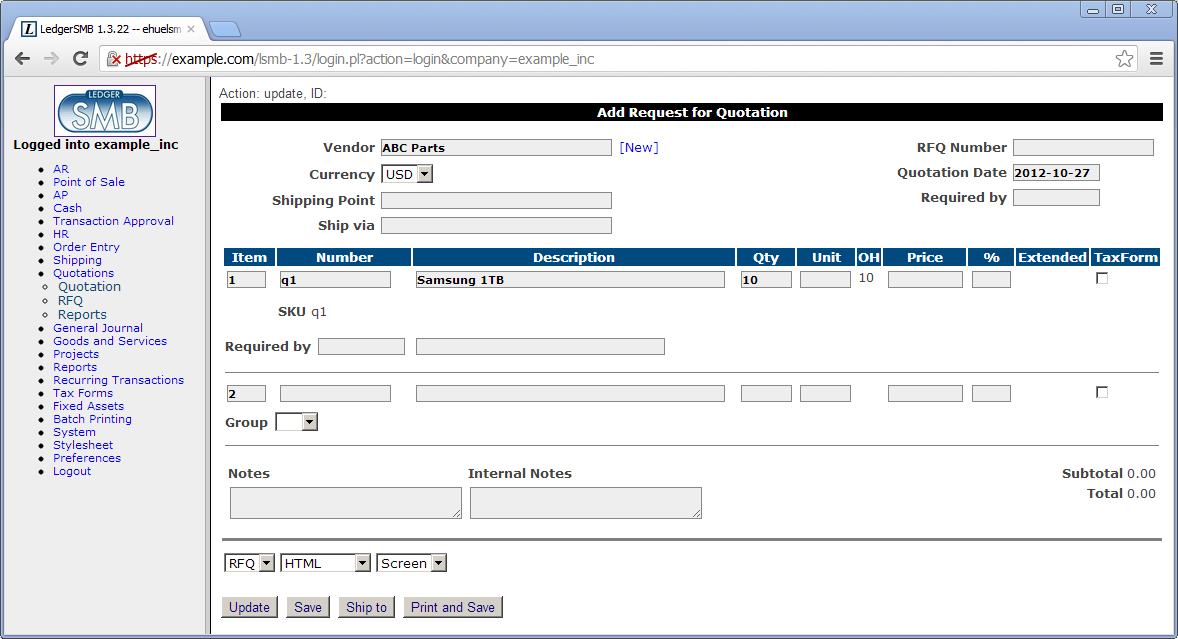 LedgerSMB 1.3.22 -- ehuelsm
https://example.com/lsmb-1.3/login.pl?action=login&company=example_inc
LEDGER
SMB
Logged into example_inc
AR
Point of Sale
AP
Cash
Transaction Approval
HR
Order Entry
Shipping
Quotations
Quotation
RFQ
Reports
General Journal
Goods and Services
Projects
Reports
Recurring Transactions
Tax Forms
Fixed Assets
Batch Printing
System
Stylesheet
Preferences
Logout
Action: update, ID:
Add Request for Quotation
Vendor ABC Parts [New]
Currency USD
Shipping Point
Ship via
RFQ Number
Quotation Date 2012-10-27
Required by
Item Number Description Qty Unit OH Price % Extended TaxForm
1 q1 Samsung 1TB 10 10
SKU q1
Required by
2
Group
Notes Internal Notes
Subtotal 0.00
Total 0.00
RFQ HTML Screen
Update Save Ship to Print and Save